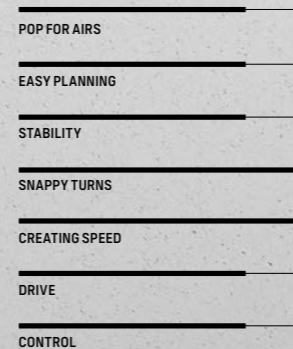 POP FOR AIRS
EASY PLANNING
STABILITY
SNAPPY TURNS
CREATING SPEED
DRIVE
CONTROL